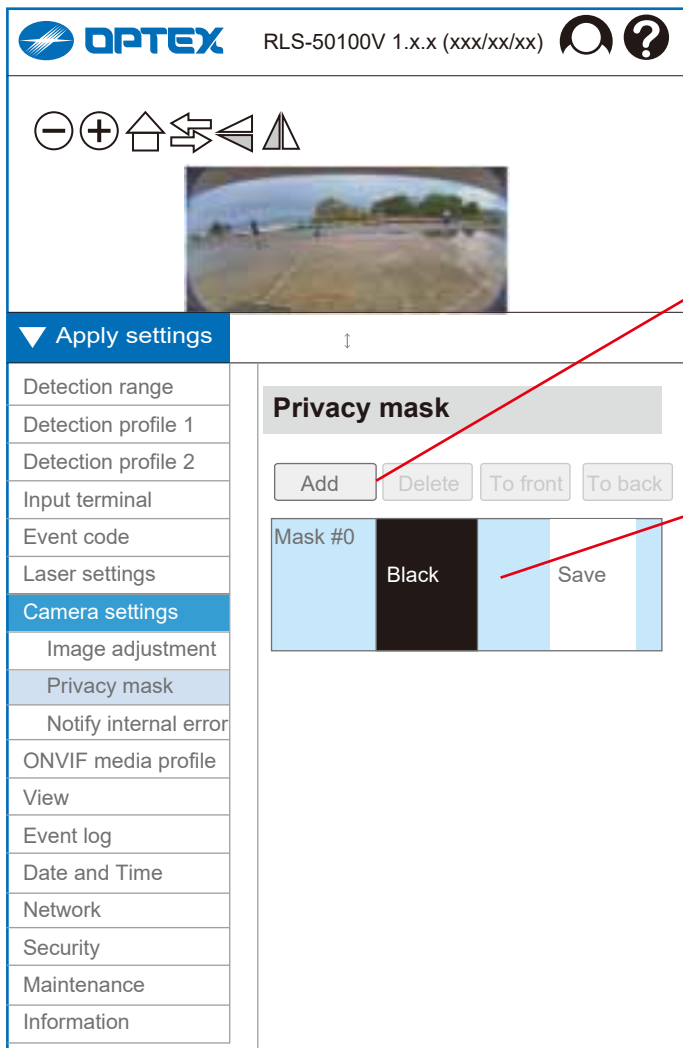 OPTEX RLS-50100V 1.x.x (xxx/xx/xx) ?
Apply settings
Detection range
Detection profile 1
Detection profile 2
Input terminal
Event code
Laser settings
Camera settings
Image adjustment
Privacy mask
Notify internal error
ONVIF media profile
View
Event log
Date and Time
Network
Security
Maintenance
Information
Privacy mask
Add Delete To front To back
Mask #0
Black Save